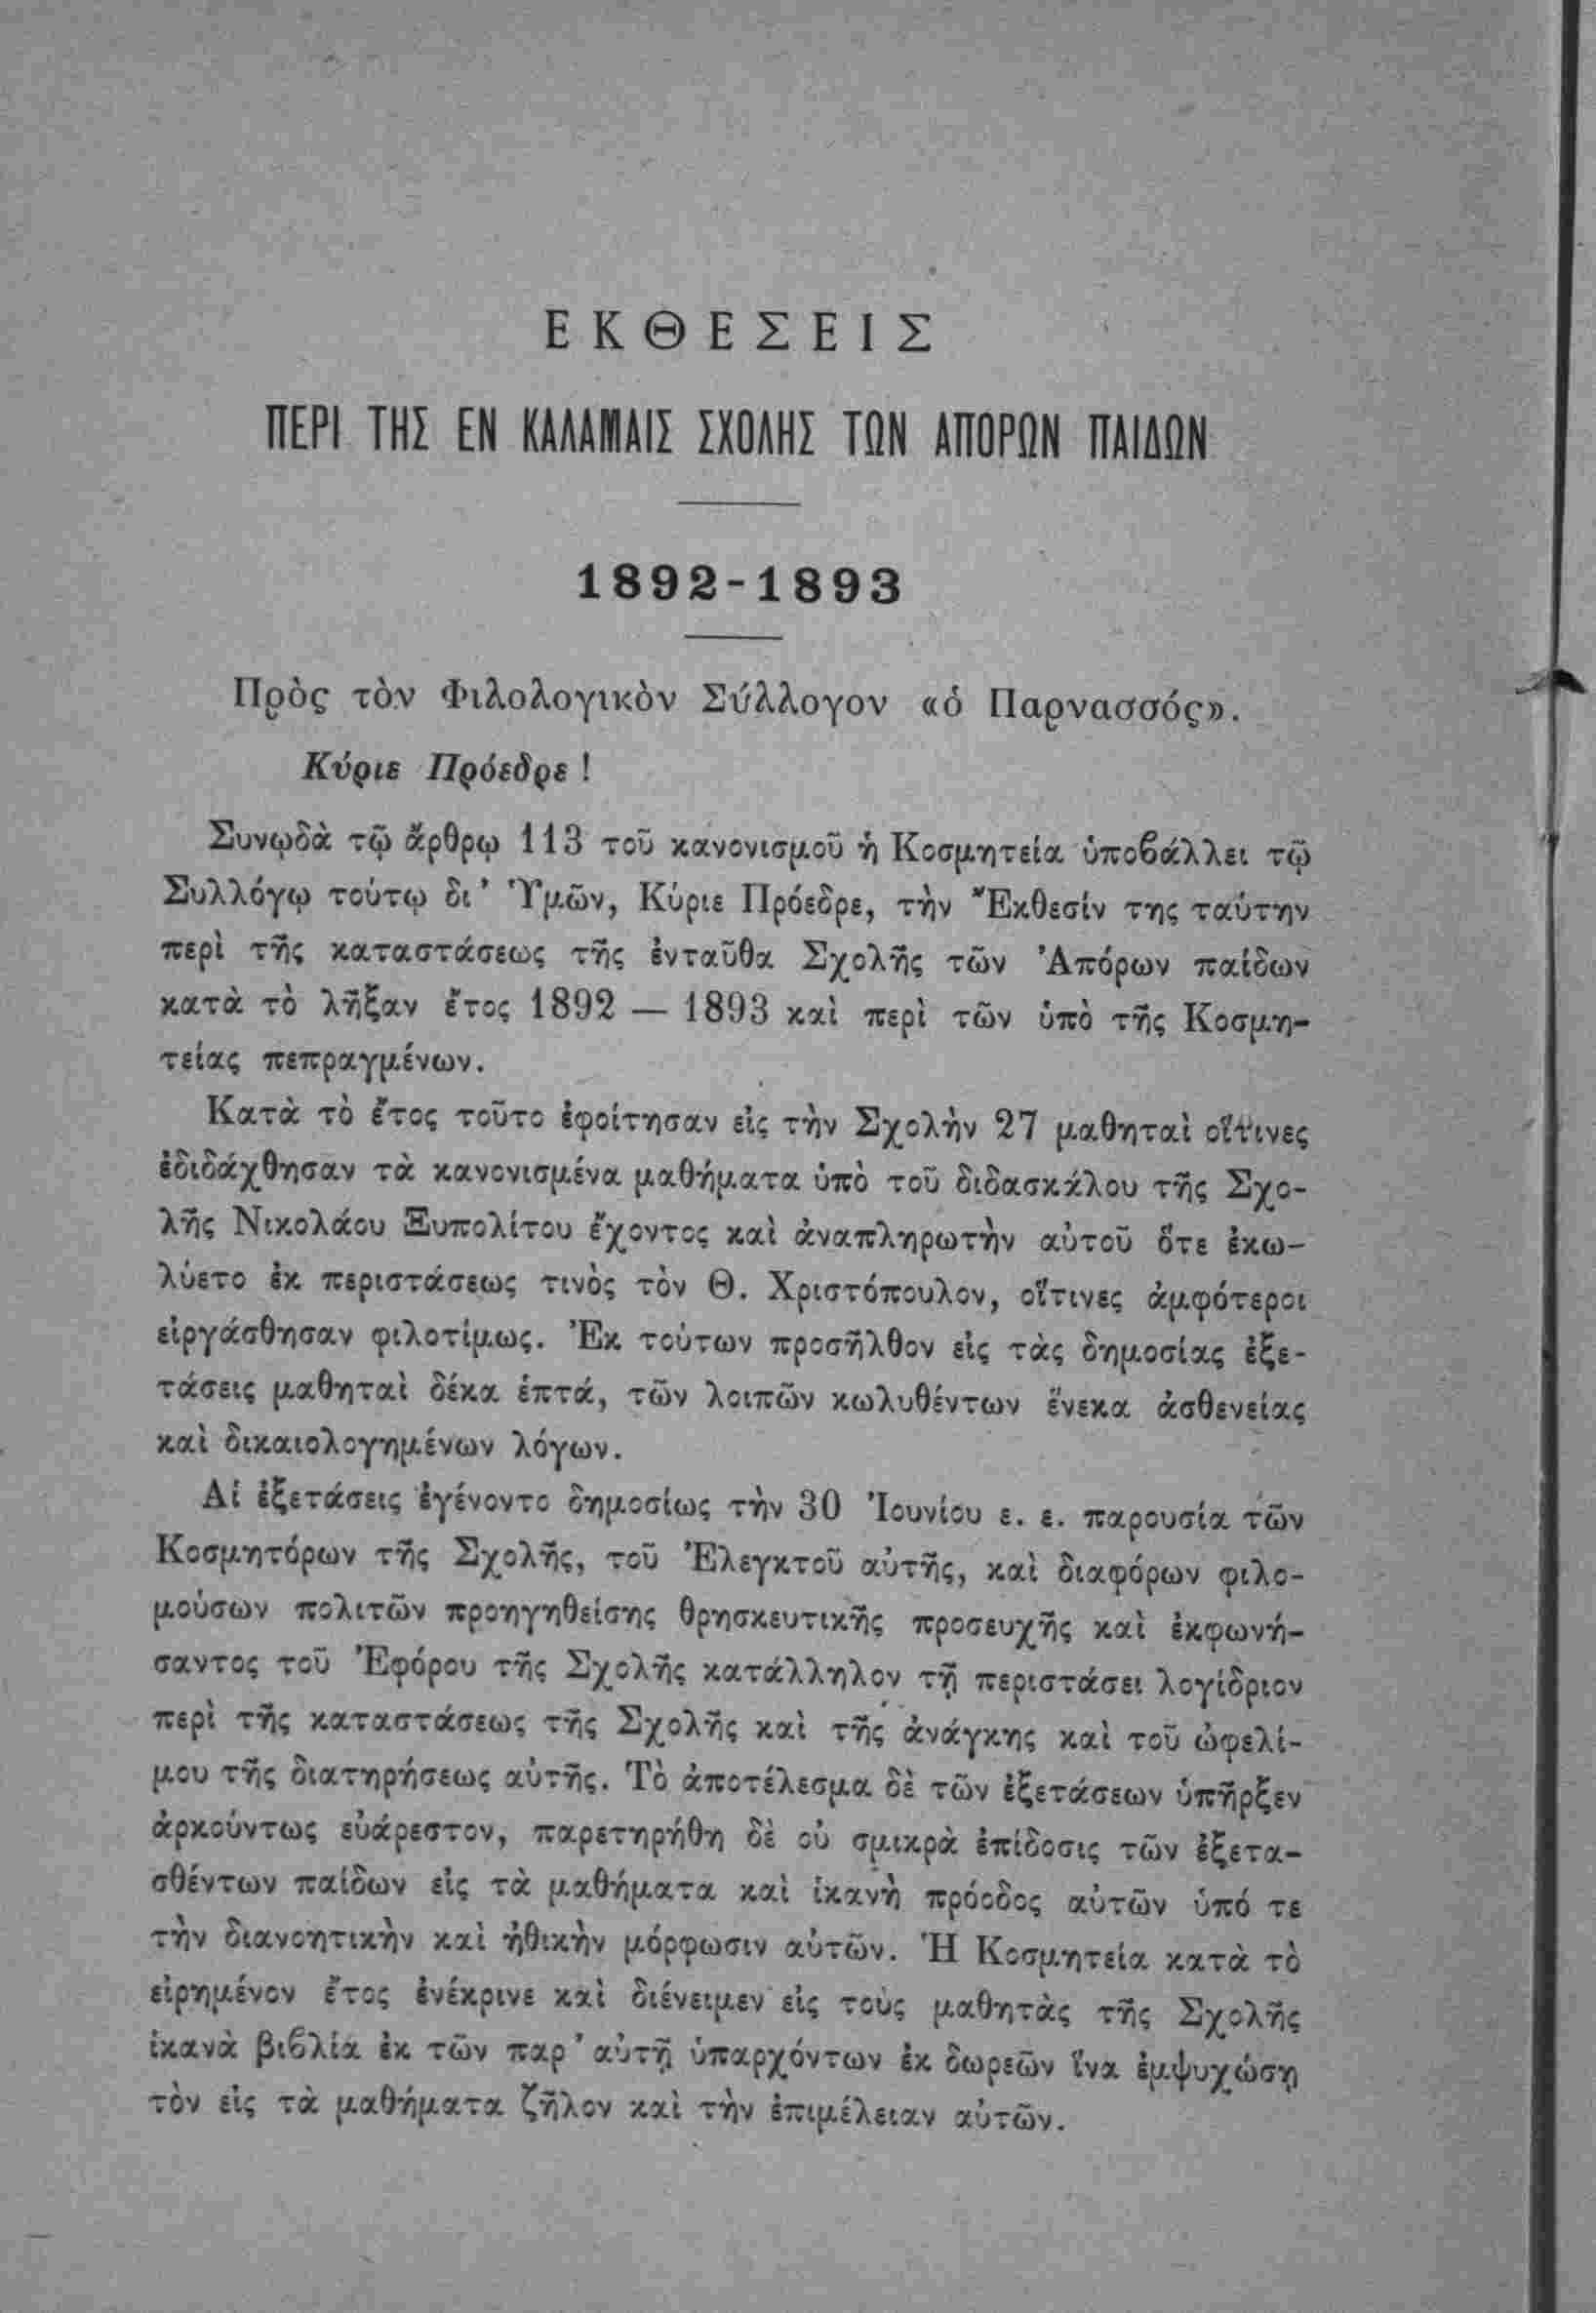 ΕΚΘΕΣΕΙΣ
ΠΕΡΙ ΤΗΣ ΕΝ ΚΑΛΑΜΑΙΣ ΣΧΟΛΗΣ ΤΩΝ ΑΠΟΡΩΝ ΠΑΙΔΩΝ
1892-1893
Πρὸς τὸν Φιλολογικὸν Σύλλογον «ὁ Παρνασσός».
Κύριε Πρόεδρε !
Συνῳδὰ τῷ ἄρθρῳ 113 τοῦ κανονισμοῦ ἡ Κοσμητεία ὑποβάλλει τῷ
Συλλόγῳ τούτῳ δι’ Ὑμῶν, Κύριε Πρόεδρε, τὴν Ἔκθεσίν της ταύτην
περὶ τῆς καταστάσεως τῆς ἐνταῦθα Σχολῆς τῶν Ἀπόρων παίδων
κατὰ τὸ λῆξαν ἔτος 1892 — 1893 καὶ περὶ τῶν ὑπὸ τῆς Κοσμη-
τείας πεπραγμένων.
Κατὰ τὸ ἔτος τοῦτο ἐφοίτησαν εἰς τὴν Σχολὴν 27 μαθηταὶ οἵτινες
ἐδιδάχθησαν τὰ κανονισμένα μαθήματα ὑπὸ τοῦ διδασκάλου τῆς Σχο-
λῆς Νικολάου Ξυπολίτου ἔχοντος καὶ ἀναπληρωτὴν αὐτοῦ ὅτε ἐκω-
λύετο ἐκ περιστάσεως τινὸς τὸν Θ. Χριστόπουλον, οἵτινες ἀμφότεροι
εἰργάσθησαν φιλοτίμως. Ἐκ τούτων προσῆλθον εἰς τὰς δημοσίας ἐξε-
τάσεις μαθηταὶ δέκα ἑπτά, τῶν λοιπῶν κωλυθέντων ἕνεκα ἀσθενείας
καὶ δικαιολογημένων λόγων.
Αἱ ἐξετάσεις ἐγένοντο δημοσίως τὴν 30 Ἰουνίου ε. ε. παρουσίᾳ τῶν
Κοσμητόρων τῆς Σχολῆς, τοῦ Ἐλεγκτοῦ αὐτῆς, καὶ διαφόρων φιλο-
μούσων πολιτῶν προηγηθείσης θρησκευτικῆς προσευχῆς καὶ ἐκφωνή-
σαντος τοῦ Ἐφόρου τῆς Σχολῆς κατάλληλον τῇ περιστάσει λογίδριον
περὶ τῆς καταστάσεως τῆς Σχολῆς καὶ τῆς ἀνάγκης καὶ τοῦ ὠφελί-
μου τῆς διατηρήσεως αὐτῆς. Τὸ ἀποτέλεσμα δὲ τῶν ἐξετάσεων ὑπῆρξεν
ἀρκούντως εὐάρεστον, παρετηρήθη δὲ οὐ σμικρὰ ἐπίδοσις τῶν ἐξετα-
σθέντων παίδων εἰς τὰ μαθήματα καὶ ἱκανὴ πρόοδος αὐτῶν ὑπό τε
τὴν διανοητικὴν καὶ ἠθικὴν μόρφωσιν αὐτῶν. Ἡ Κοσμητεία κατὰ τὸ
εἰρημένον ἔτος ἐνέκρινε καὶ διένειμεν εἰς τοὺς μαθητὰς τῆς Σχολῆς
ἱκανὰ βιβλία ἐκ τῶν παρ’ αὐτῇ ὑπαρχόντων ἐκ δωρεῶν ἵνα ἐμψυχώσῃ
τὸν εἰς τὰ μαθήματα ζῆλον καὶ τὴν ἐπιμέλειαν αὐτῶν.